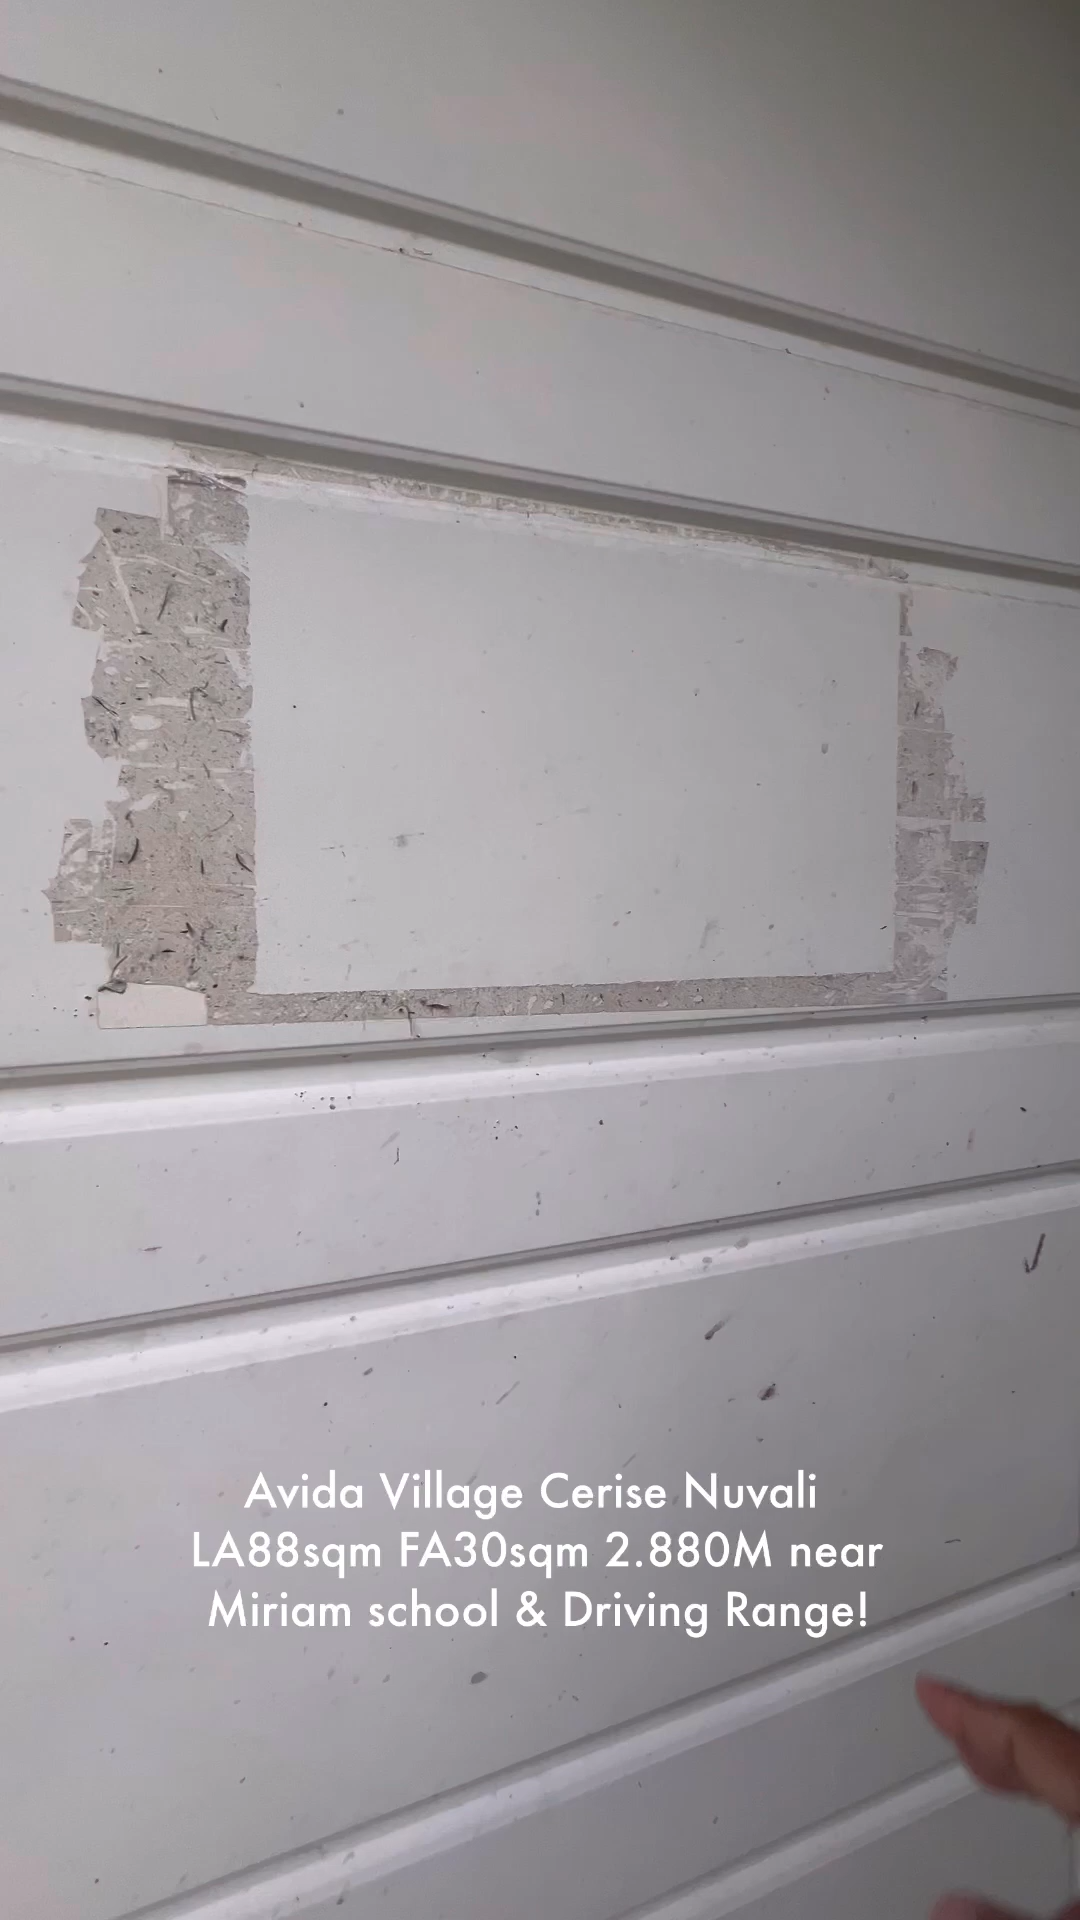 Avida Village Cerise Nuvali
LA88sqm FA30sqm 2.880M near
Miriam school & Driving Range!